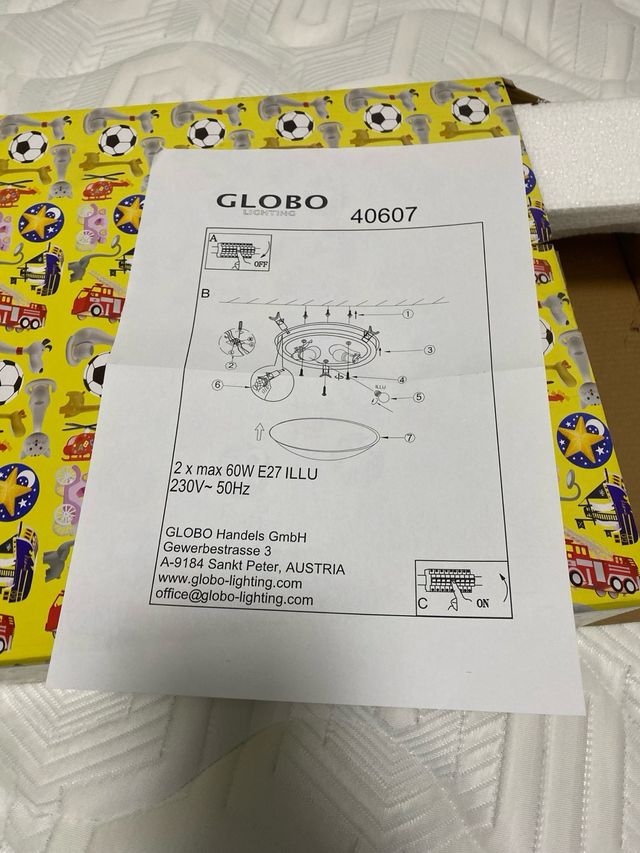 GLOBO
LIGHTING
40607
A
OFF
B
1
2
3
4
ILLU
5
6
7
2 x max 60W E27 ILLU
230V~ 50Hz
GLOBO Handels GmbH
Gewerbestrasse 3
A-9184 Sankt Peter, AUSTRIA
www.globo-lighting.com
office@globo-lighting.com
C
ON